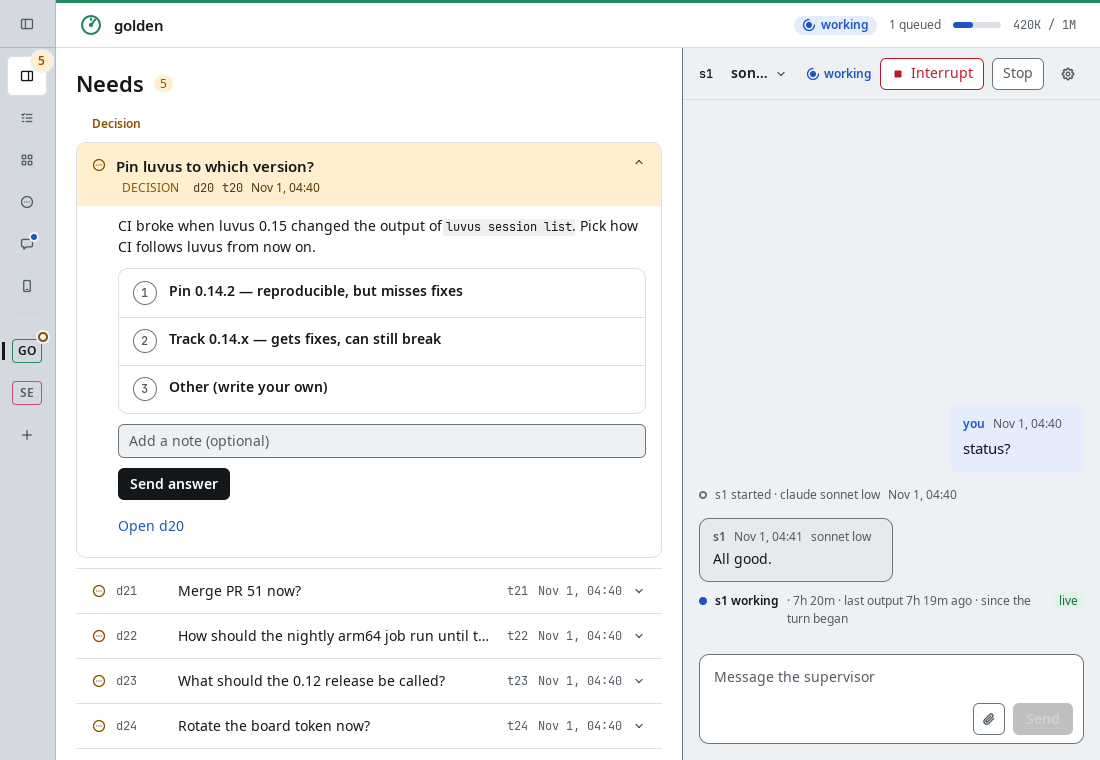 golden
working
1 queued
420K / 1M
5
GO
SE
Needs 5
Decision
Pin luvus to which version?
DECISION d20 t20 Nov 1, 04:40
CI broke when luvus 0.15 changed the output of luvus session list. Pick how
CI follows luvus from now on.
1 Pin 0.14.2 — reproducible, but misses fixes
2 Track 0.14.x — gets fixes, can still break
3 Other (write your own)
Add a note (optional)
Send answer
Open d20
d21 Merge PR 51 now? t21 Nov 1, 04:40
d22 How should the nightly arm64 job run until t... t22 Nov 1, 04:40
d23 What should the 0.12 release be called? t23 Nov 1, 04:40
d24 Rotate the board token now? t24 Nov 1, 04:40
s1 son... working Interrupt Stop
you Nov 1, 04:40
status?
s1 started · claude sonnet low Nov 1, 04:40
s1 Nov 1, 04:41 sonnet low
All good.
s1 working · 7h 20m · last output 7h 19m ago · since the live
turn began
Message the supervisor
Send